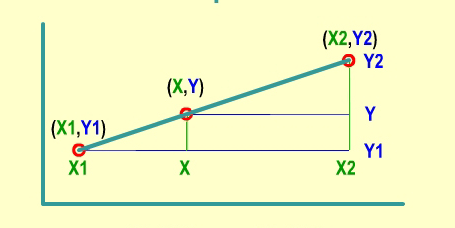 (X2,Y2)
Y2
(X,Y)
Y
(X1,Y1)
Y1
X1
X
X2